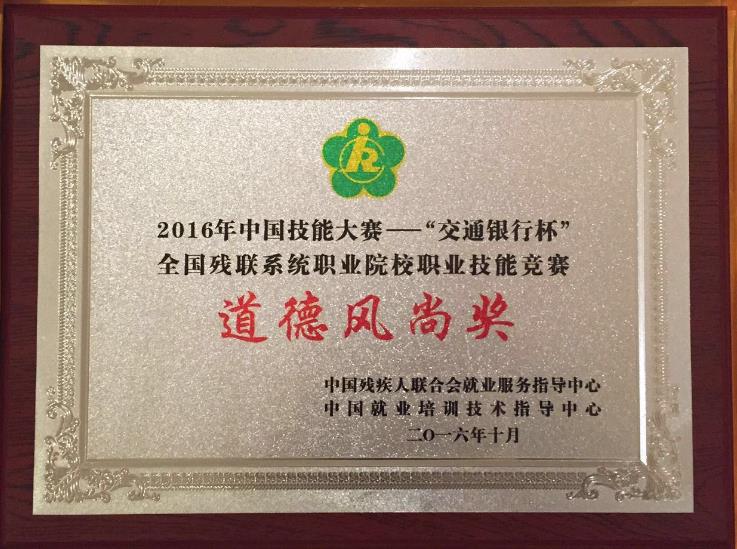 2016年中国技能大赛——“交通银行杯”
全国残联系统职业院校职业技能竞赛
道德风尚奖
中国残疾人联合会就业服务指导中心
中国就业培训技术指导中心
二〇一六年十月